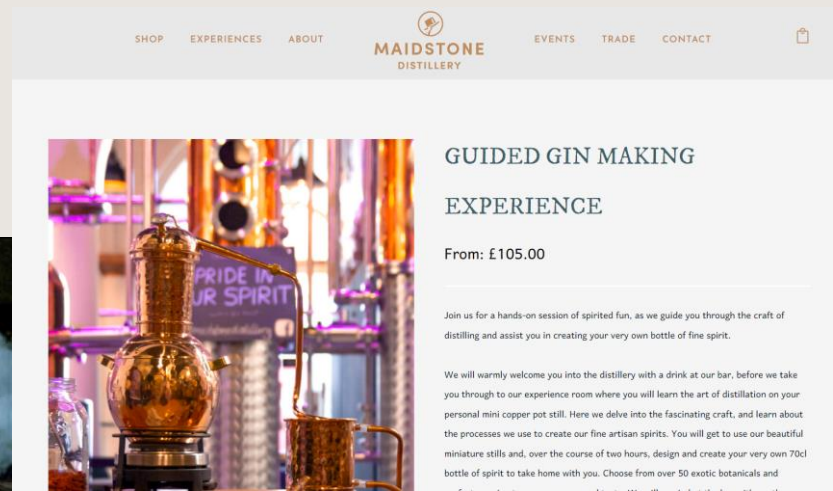 SHOP EXPERIENCES ABOUT
MAIDSTONE
DISTILLERY
EVENTS TRADE CONTACT
PRIDE IN
UR SPIRIT
GUIDED GIN MAKING
EXPERIENCE
From: £105.00
Join us for a hands-on session of spirited fun, as we guide you through the craft of
distilling and assist you in creating your very own bottle of fine spirit.
We will warmly welcome you into the distillery with a drink at our bar, before we take
you through to our experience room where you will learn the art of distillation on your
personal mini copper pot still. Here we delve into the fascinating craft, and learn about
the processes we use to create our fine artisan spirits. You will get to use our beautiful
miniature stills and, over the course of two hours, design and create your very own 70cl
bottle of spirit to take home with you. Choose from over 50 exotic botanicals and